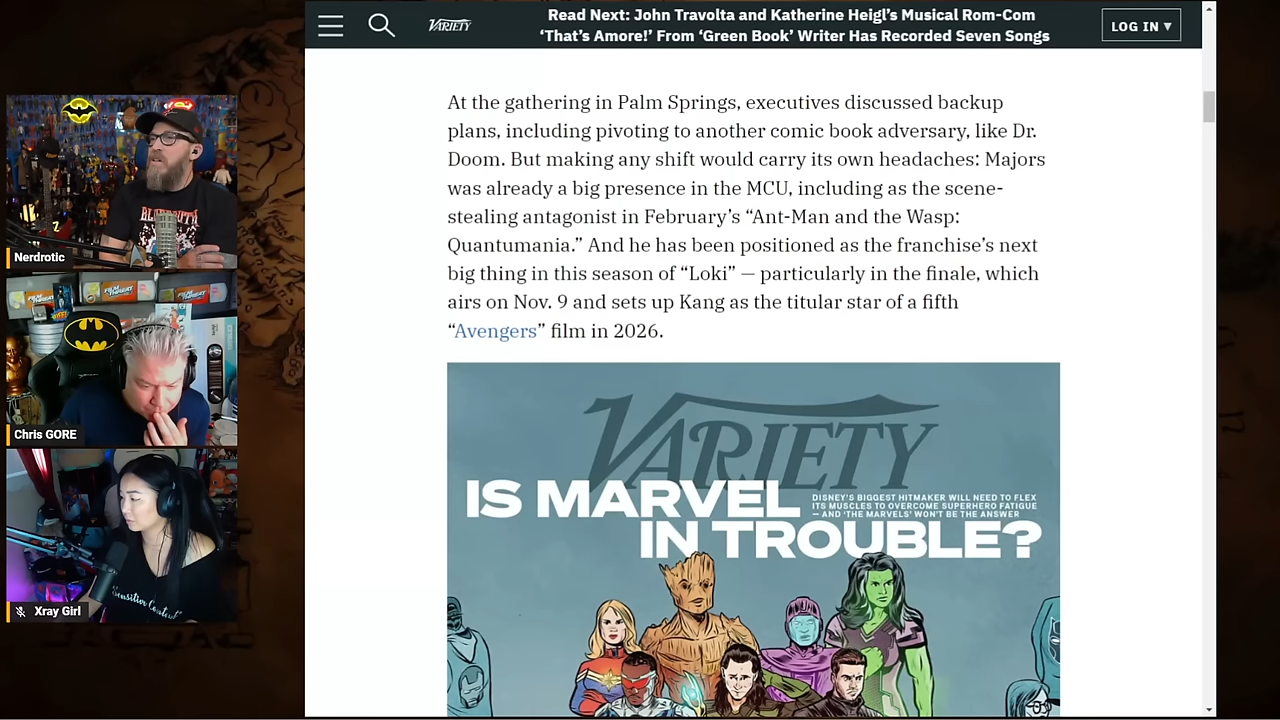 VARIETY
Read Next: John Travolta and Katherine Heigl’s Musical Rom-Com
‘That’s Amore!’ From ‘Green Book’ Writer Has Recorded Seven Songs
LOG IN ▾
At the gathering in Palm Springs, executives discussed backup
plans, including pivoting to another comic book adversary, like Dr.
Doom. But making any shift would carry its own headaches: Majors
was already a big presence in the MCU, including as the scene-
stealing antagonist in February’s “Ant-Man and the Wasp:
Quantumania.” And he has been positioned as the franchise’s next
big thing in this season of “Loki” — particularly in the finale, which
airs on Nov. 9 and sets up Kang as the titular star of a fifth
“Avengers” film in 2026.
VARIETY
IS MARVEL
IN TROUBLE?
DISNEY’S BIGGEST HITMAKER WILL NEED TO FLEX
ITS MUSCLES TO OVERCOME SUPERHERO FATIGUE
— AND ‘THE MARVELS’ WON’T BE THE ANSWER
Nerdrotic
FILM THREAT
Chris GORE
Xray Girl